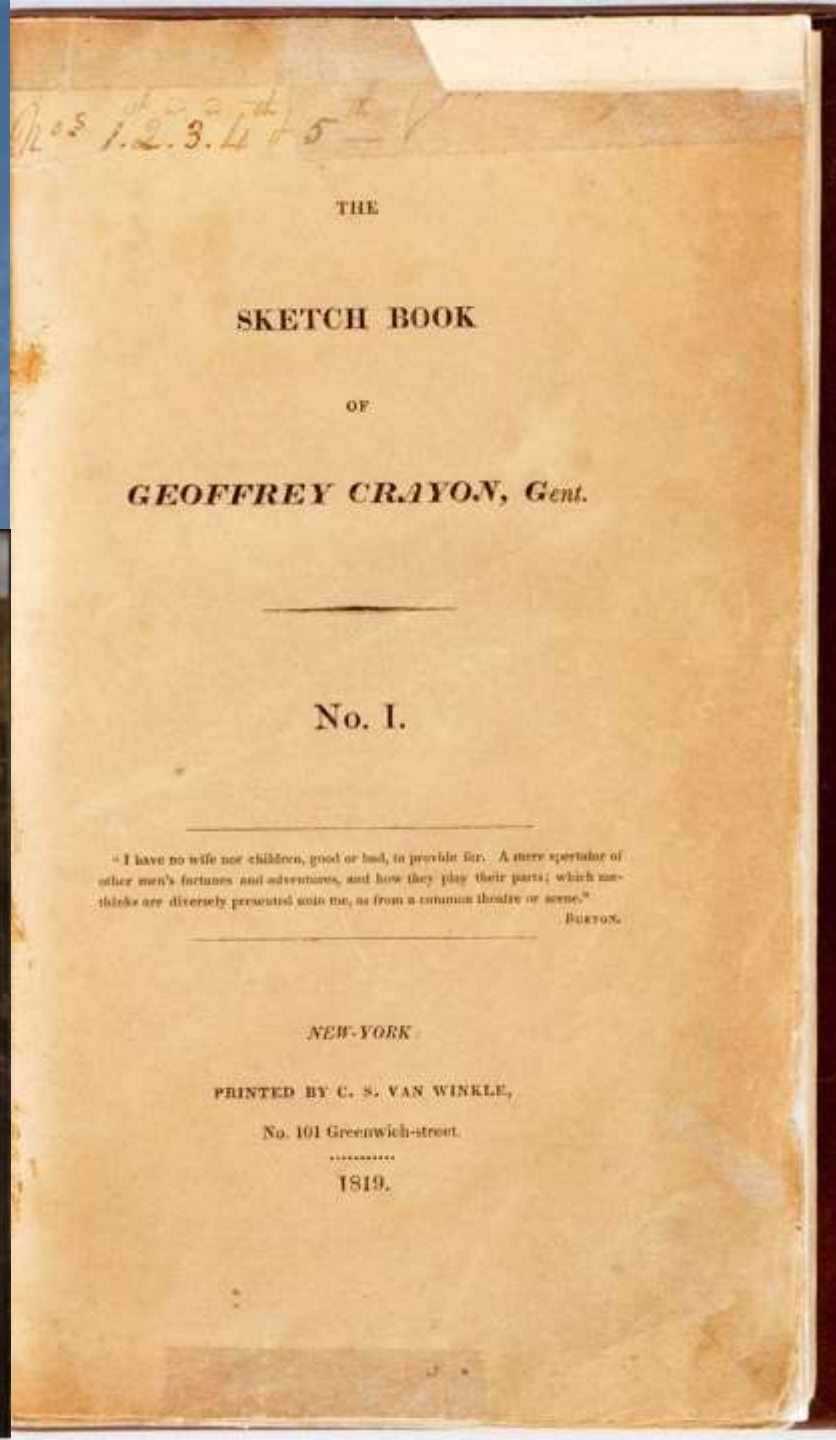 Nos 1.2.3.4th & 5th
THE
SKETCH BOOK
OF
GEOFFREY CRAYON, Gent.
No. I.
"I have no wife nor children, good or bad, to provide for. A mere spectator of
other men's fortunes and adventures, and how they play their parts; which me-
thinks are diversely presented unto me, as from a common theatre or scene."
BURTON.
NEW-YORK:
PRINTED BY C. S. VAN WINKLE,
No. 101 Greenwich-street.
1819.